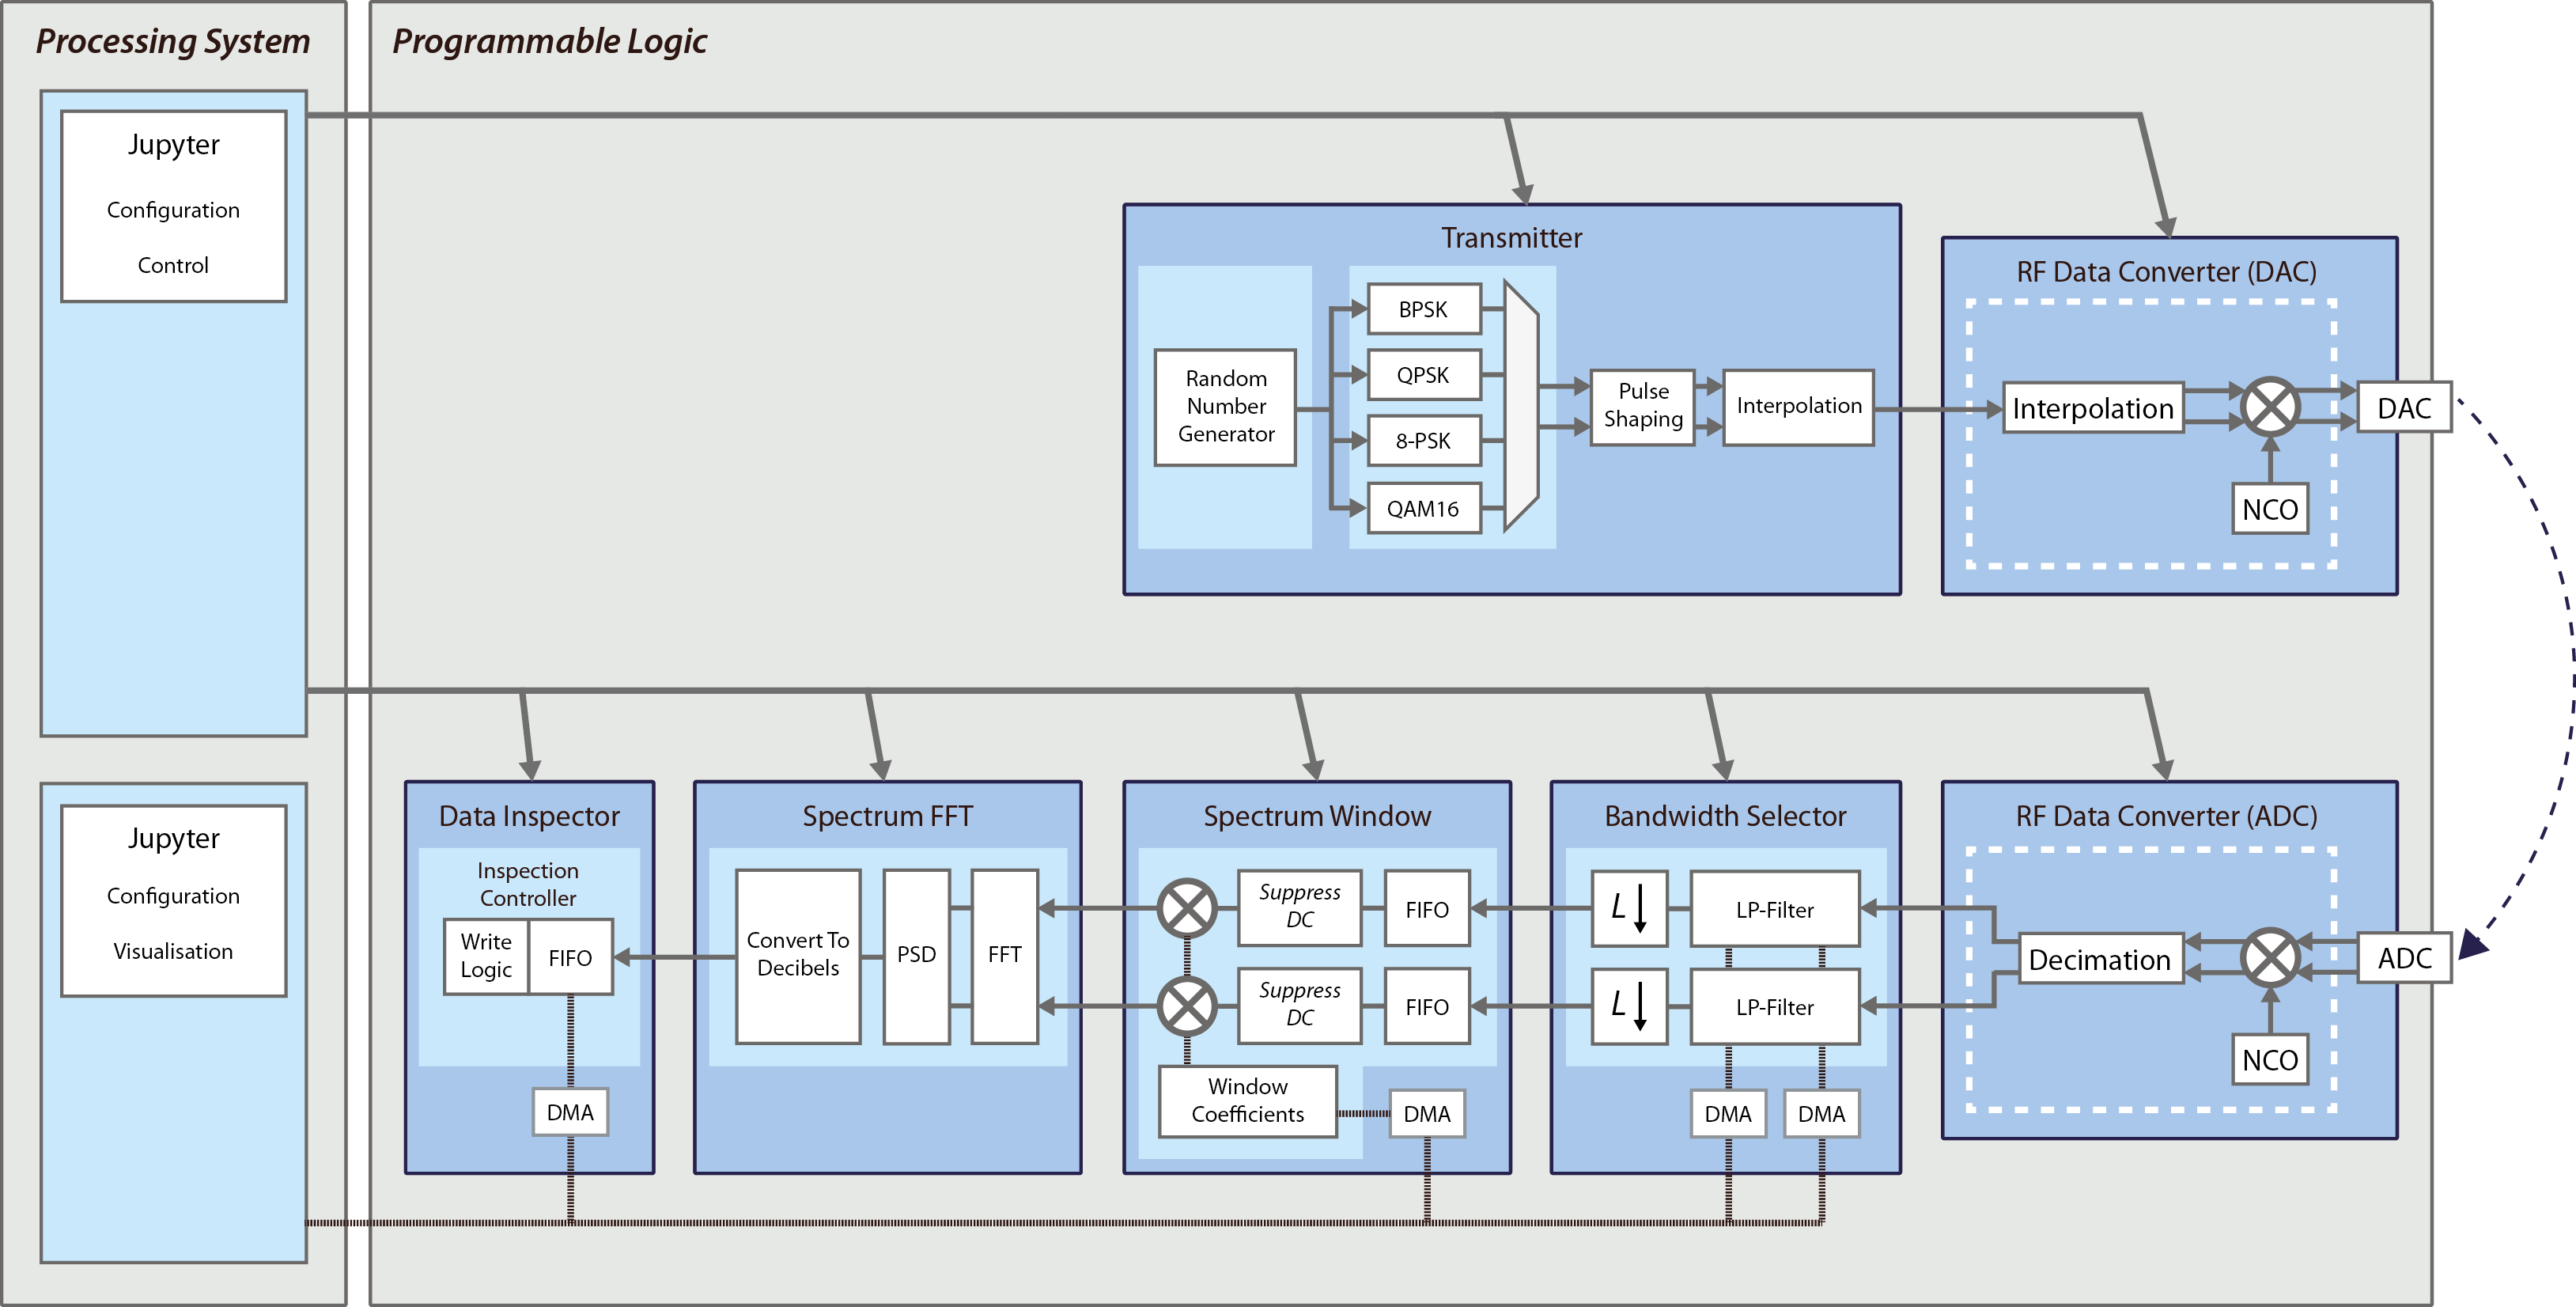 Processing System
Programmable Logic
Jupyter
Configuration
Control
Transmitter
Random
Number
Generator
BPSK
QPSK
8-PSK
QAM16
Pulse
Shaping
Interpolation
RF Data Converter (DAC)
Interpolation
NCO
DAC
Jupyter
Configuration
Visualisation
Data Inspector
Inspection
Controller
Write
Logic
FIFO
DMA
Spectrum FFT
Convert To
Decibels
PSD
FFT
Spectrum Window
Suppress
DC
FIFO
Suppress
DC
FIFO
Window
Coefficients
DMA
Bandwidth Selector
L
LP-Filter
L
LP-Filter
DMA
DMA
RF Data Converter (ADC)
Decimation
NCO
ADC